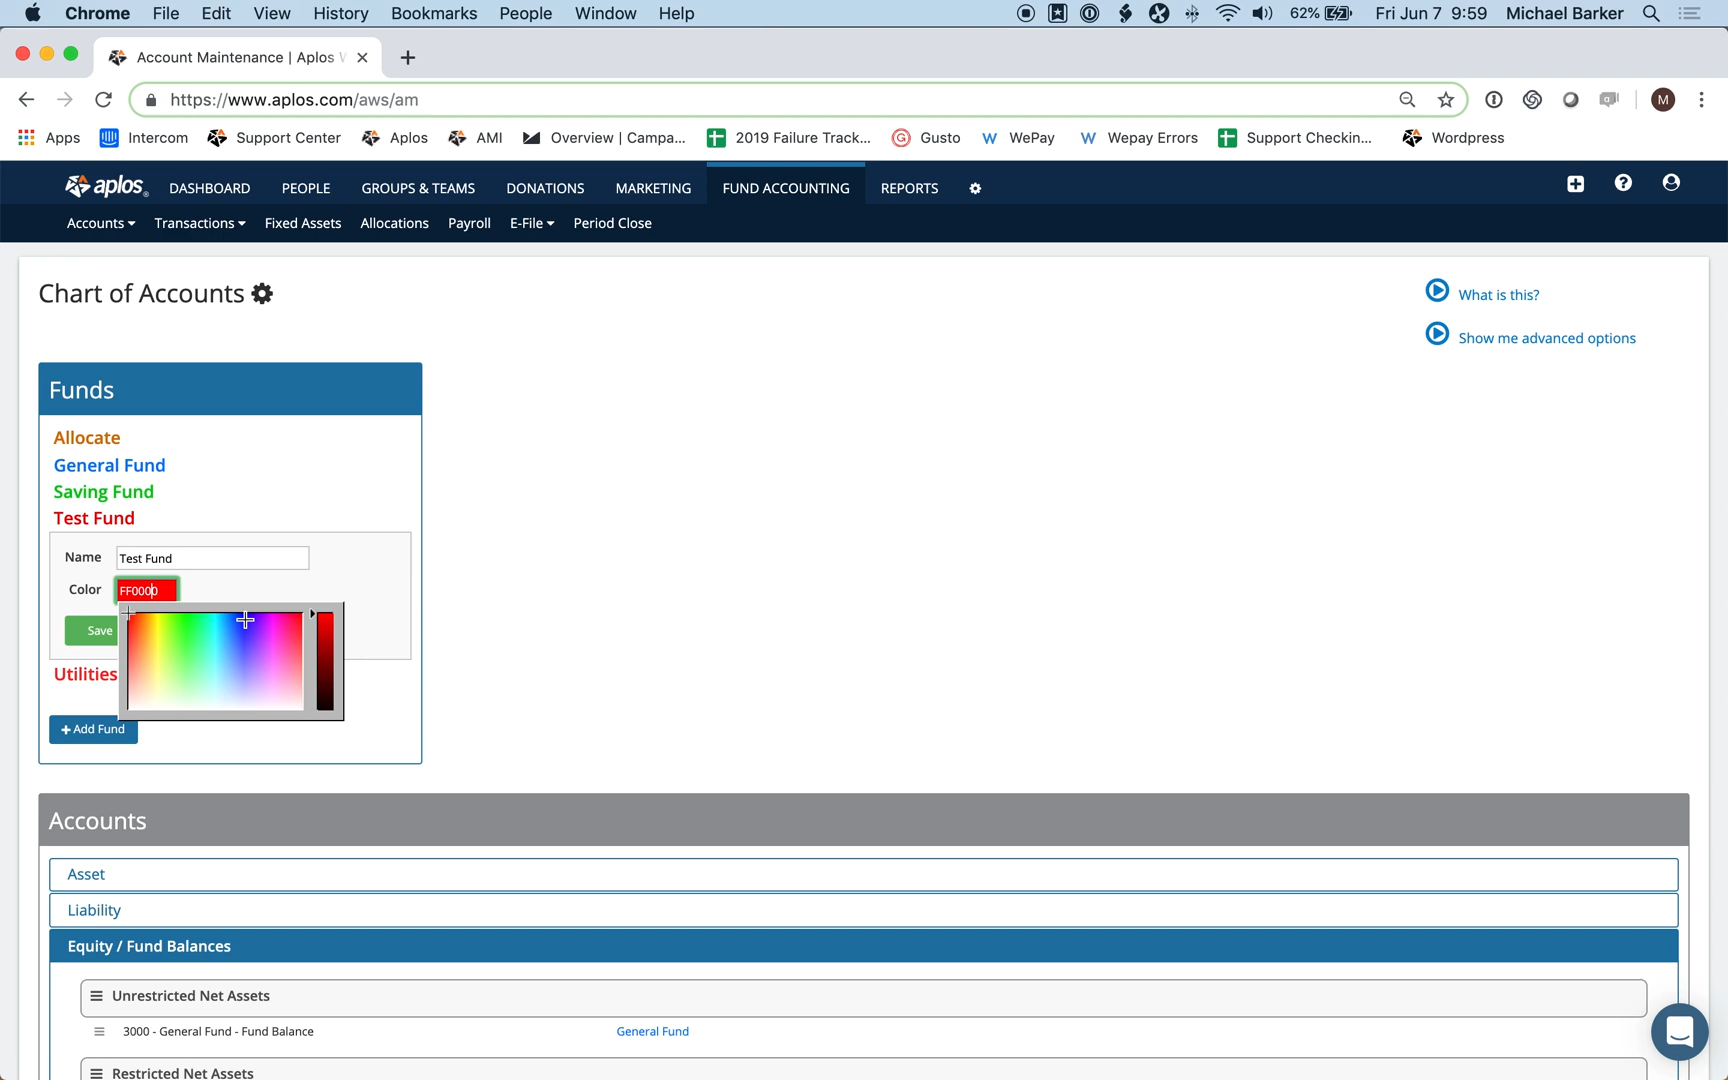 Chrome File Edit View History Bookmarks People Window Help 62% Fri Jun 7 9:59 Michael Barker
Account Maintenance | Aplos
https://www.aplos.com/aws/am M
Apps Intercom Support Center Aplos AMI Overview | Campa... 2019 Failure Track... Gusto WePay Wepay Errors Support Checkin... Wordpress
aplos DASHBOARD PEOPLE GROUPS & TEAMS DONATIONS MARKETING FUND ACCOUNTING REPORTS
Accounts Transactions Fixed Assets Allocations Payroll E-File Period Close
Chart of Accounts
What is this?
Show me advanced options
Funds
Allocate
General Fund
Saving Fund
Test Fund
Name Test Fund
Color FF0000
Save
Utilities
+ Add Fund
Accounts
Asset
Liability
Equity / Fund Balances
Unrestricted Net Assets
3000 - General Fund - Fund Balance General Fund
Restricted Net Assets